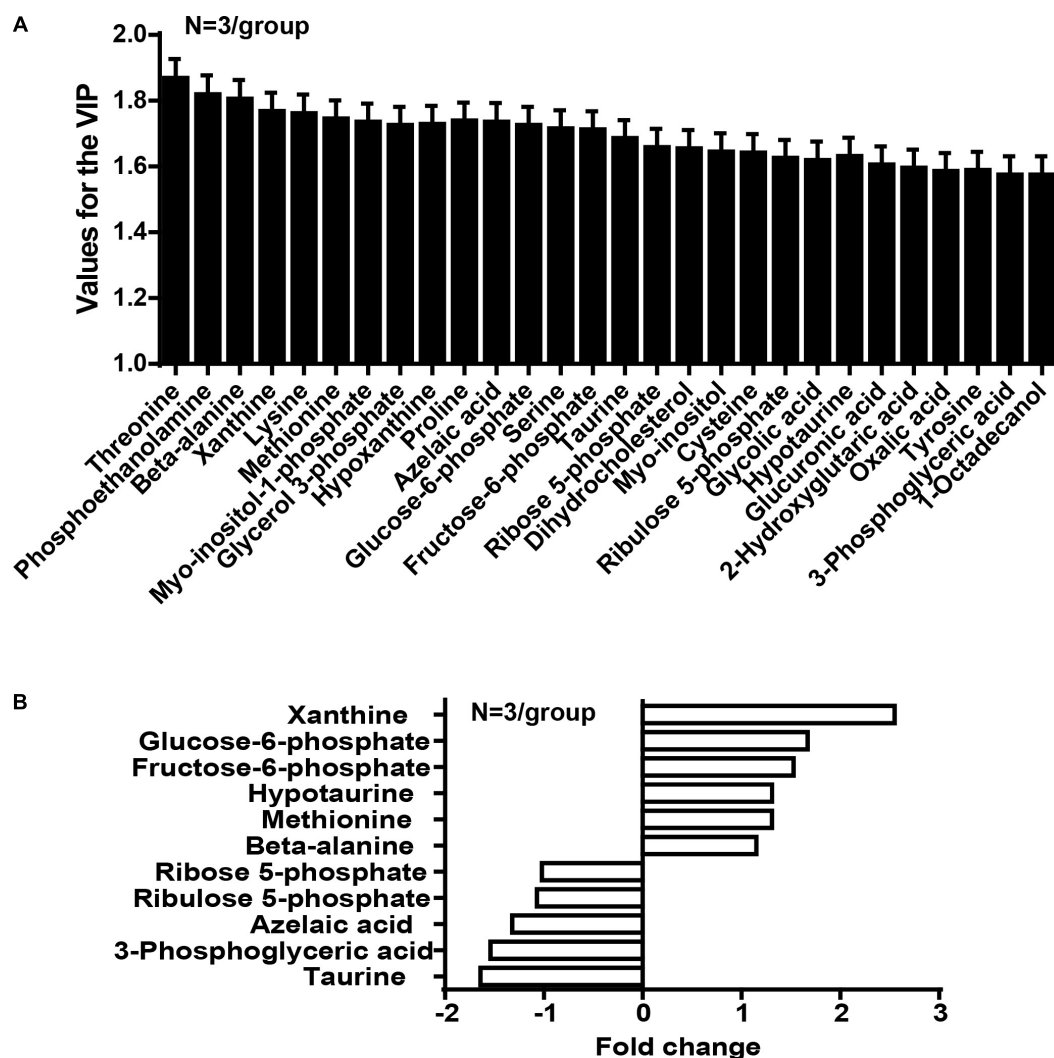 A
N=3/group
Values for the VIP
2.0
1.8
1.6
1.4
1.2
1.0
Threonine
Phosphoethanolamine
Beta-alanine
Xanthine
Lysine
Methionine
Myo-inositol-1-phosphate
Glycerol 3-phosphate
Hypoxanthine
Proline
Azelaic acid
Glucose-6-phosphate
Serine
Fructose-6-phosphate
Taurine
Ribose 5-phosphate
Dihydrocholesterol
Myo-inositol
Cysteine
Ribulose 5-phosphate
Glycolic acid
Hypotaurine
Glucuronic acid
2-Hydroxyglutaric acid
Oxalic acid
Tyrosine
3-Phosphoglyceric acid
1-Octadecanol
B
N=3/group
Xanthine
Glucose-6-phosphate
Fructose-6-phosphate
Hypotaurine
Methionine
Beta-alanine
Ribose 5-phosphate
Ribulose 5-phosphate
Azelaic acid
3-Phosphoglyceric acid
Taurine
-2 -1 0 1 2 3
Fold change